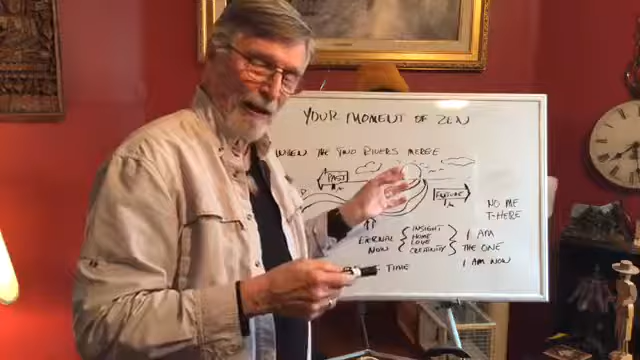 YOUR MOMENT OF ZEN
WHEN THE TWO RIVERS MERGE
PAST
FUTURE
ETERNAL
NOW
INSIGHT
HOME
LOVE
CREATIVITY
I AM
THE ONE
I AM NOW
NO ME
T-HERE
TIME